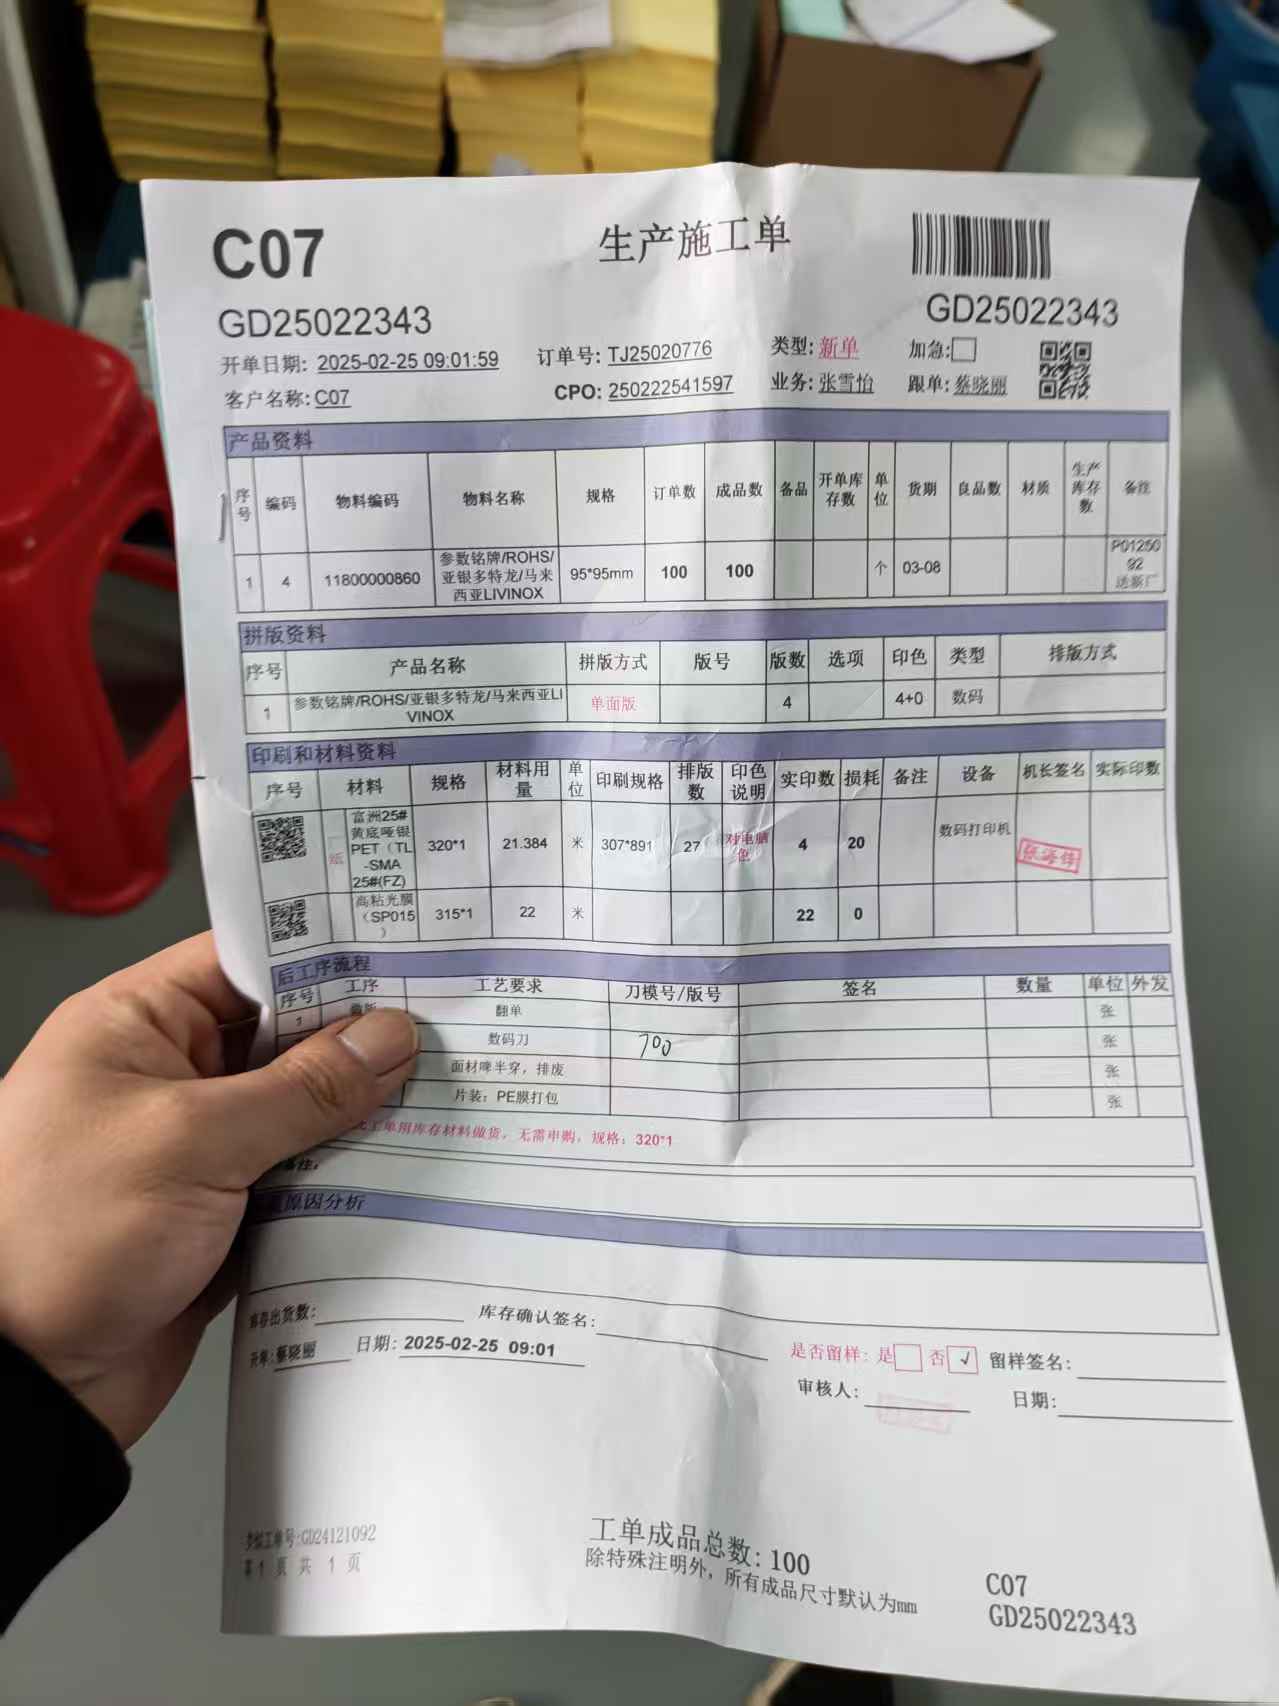 C07
生产施工单
GD25022343
GD25022343
开单日期: 2025-02-25 09:01:59 订单号: TJ25020776 类型: 新单 加急:
客户名称: C07 CPO: 250222541597 业务: 张雪怡 跟单: 蔡晓丽
产品资料
序号 编码 物料编码 物料名称 规格 订单数 成品数 备品 开单库存数 单位 货期 良品数 材质 生产库存数 备注
1 4 11800000860 参数铭牌/ROHS/亚银多特龙/马来西亚LIVINOX 95*95mm 100 100 个 03-08 P0125092
拼版资料
序号 产品名称 拼版方式 版号 版数 选项 印色 类型 排版方式
1 参数铭牌/ROHS/亚银多特龙/马来西亚LIVINOX 单面版 4 4+0 数码
印刷和材料资料
序号 材料 规格 材料用量 单位 印刷规格 排版数 印色说明 实印数 损耗 备注 设备 机长签名 实际印数
纸 富洲25#黄底哑银PET（TL-SMA25#(FZ) 320*1 21.384 米 307*891 27 对电脑色 4 20 数码打印机
高粘光膜（SP015） 315*1 22 米 22 0
后工序流程
序号 工序 工艺要求 刀模号/版号 签名 数量 单位 外发
1 翻单 张
数码刀 700 张
面材啤半穿，排废 张
片装：PE膜打包 张
工单用库存材料做货，无需申购，规格：320*1
备注：
原因分析
库存出货数: 库存确认签名:
开单:蔡晓丽 日期: 2025-02-25 09:01
是否留样: 是 否 √ 留样签名:
审核人: 日期:
工单号:GD24121092
第 1 页 共 1 页
工单成品总数: 100
除特殊注明外，所有成品尺寸默认为mm
C07
GD25022343